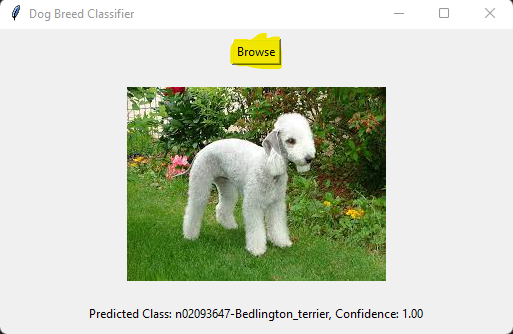 Dog Breed Classifier
Browse
Predicted Class: n02093647-Bedlington_terrier, Confidence: 1.00